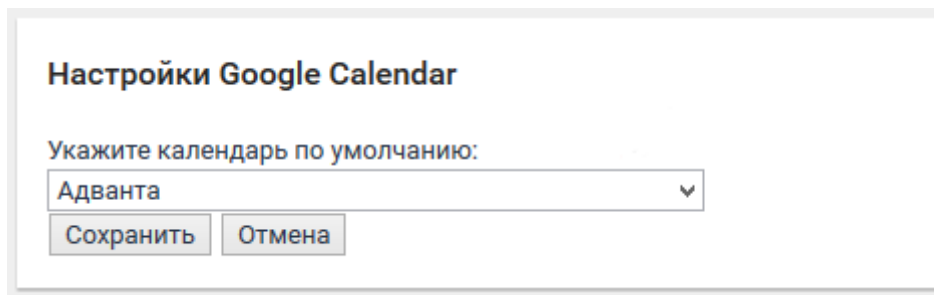 Настройки Google Calendar
Укажите календарь по умолчанию:
Адванта
Сохранить Отмена